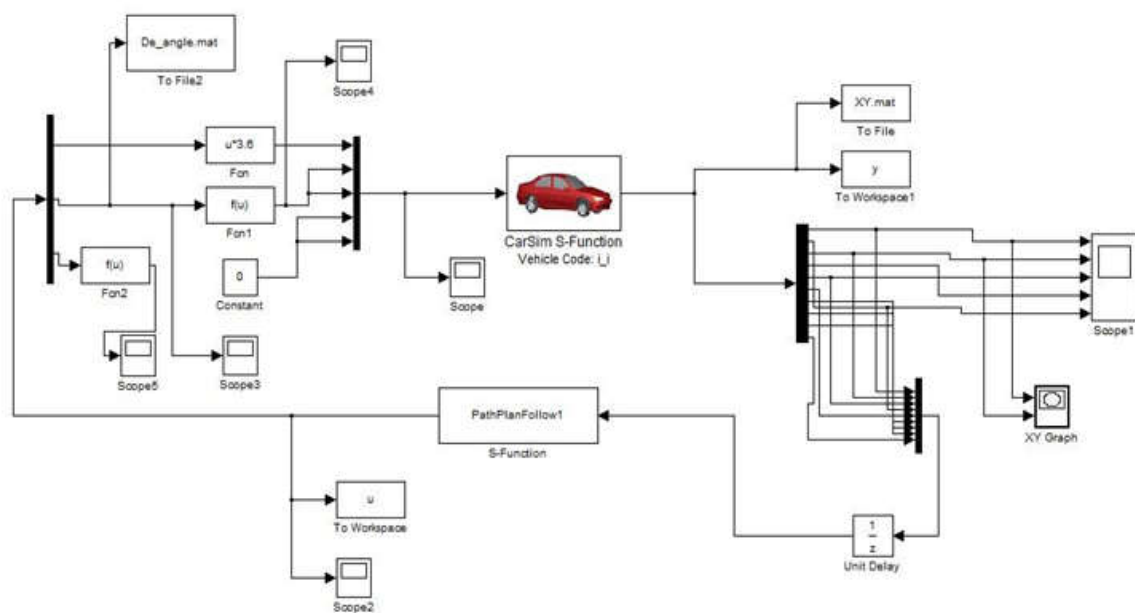 De_angle.mat
To File2
Scope4
u*3.6
Fcn
f(u)
Fcn1
f(u)
Fcn2
0
Constant
Scope5
Scope3
Scope
CarSim S-Function
Vehicle Code: i_i
XY.mat
To File
y
To Workspace1
Scope1
XY Graph
PathPlanFollow1
S-Function
u
To Workspace
Scope2
1
z
Unit Delay